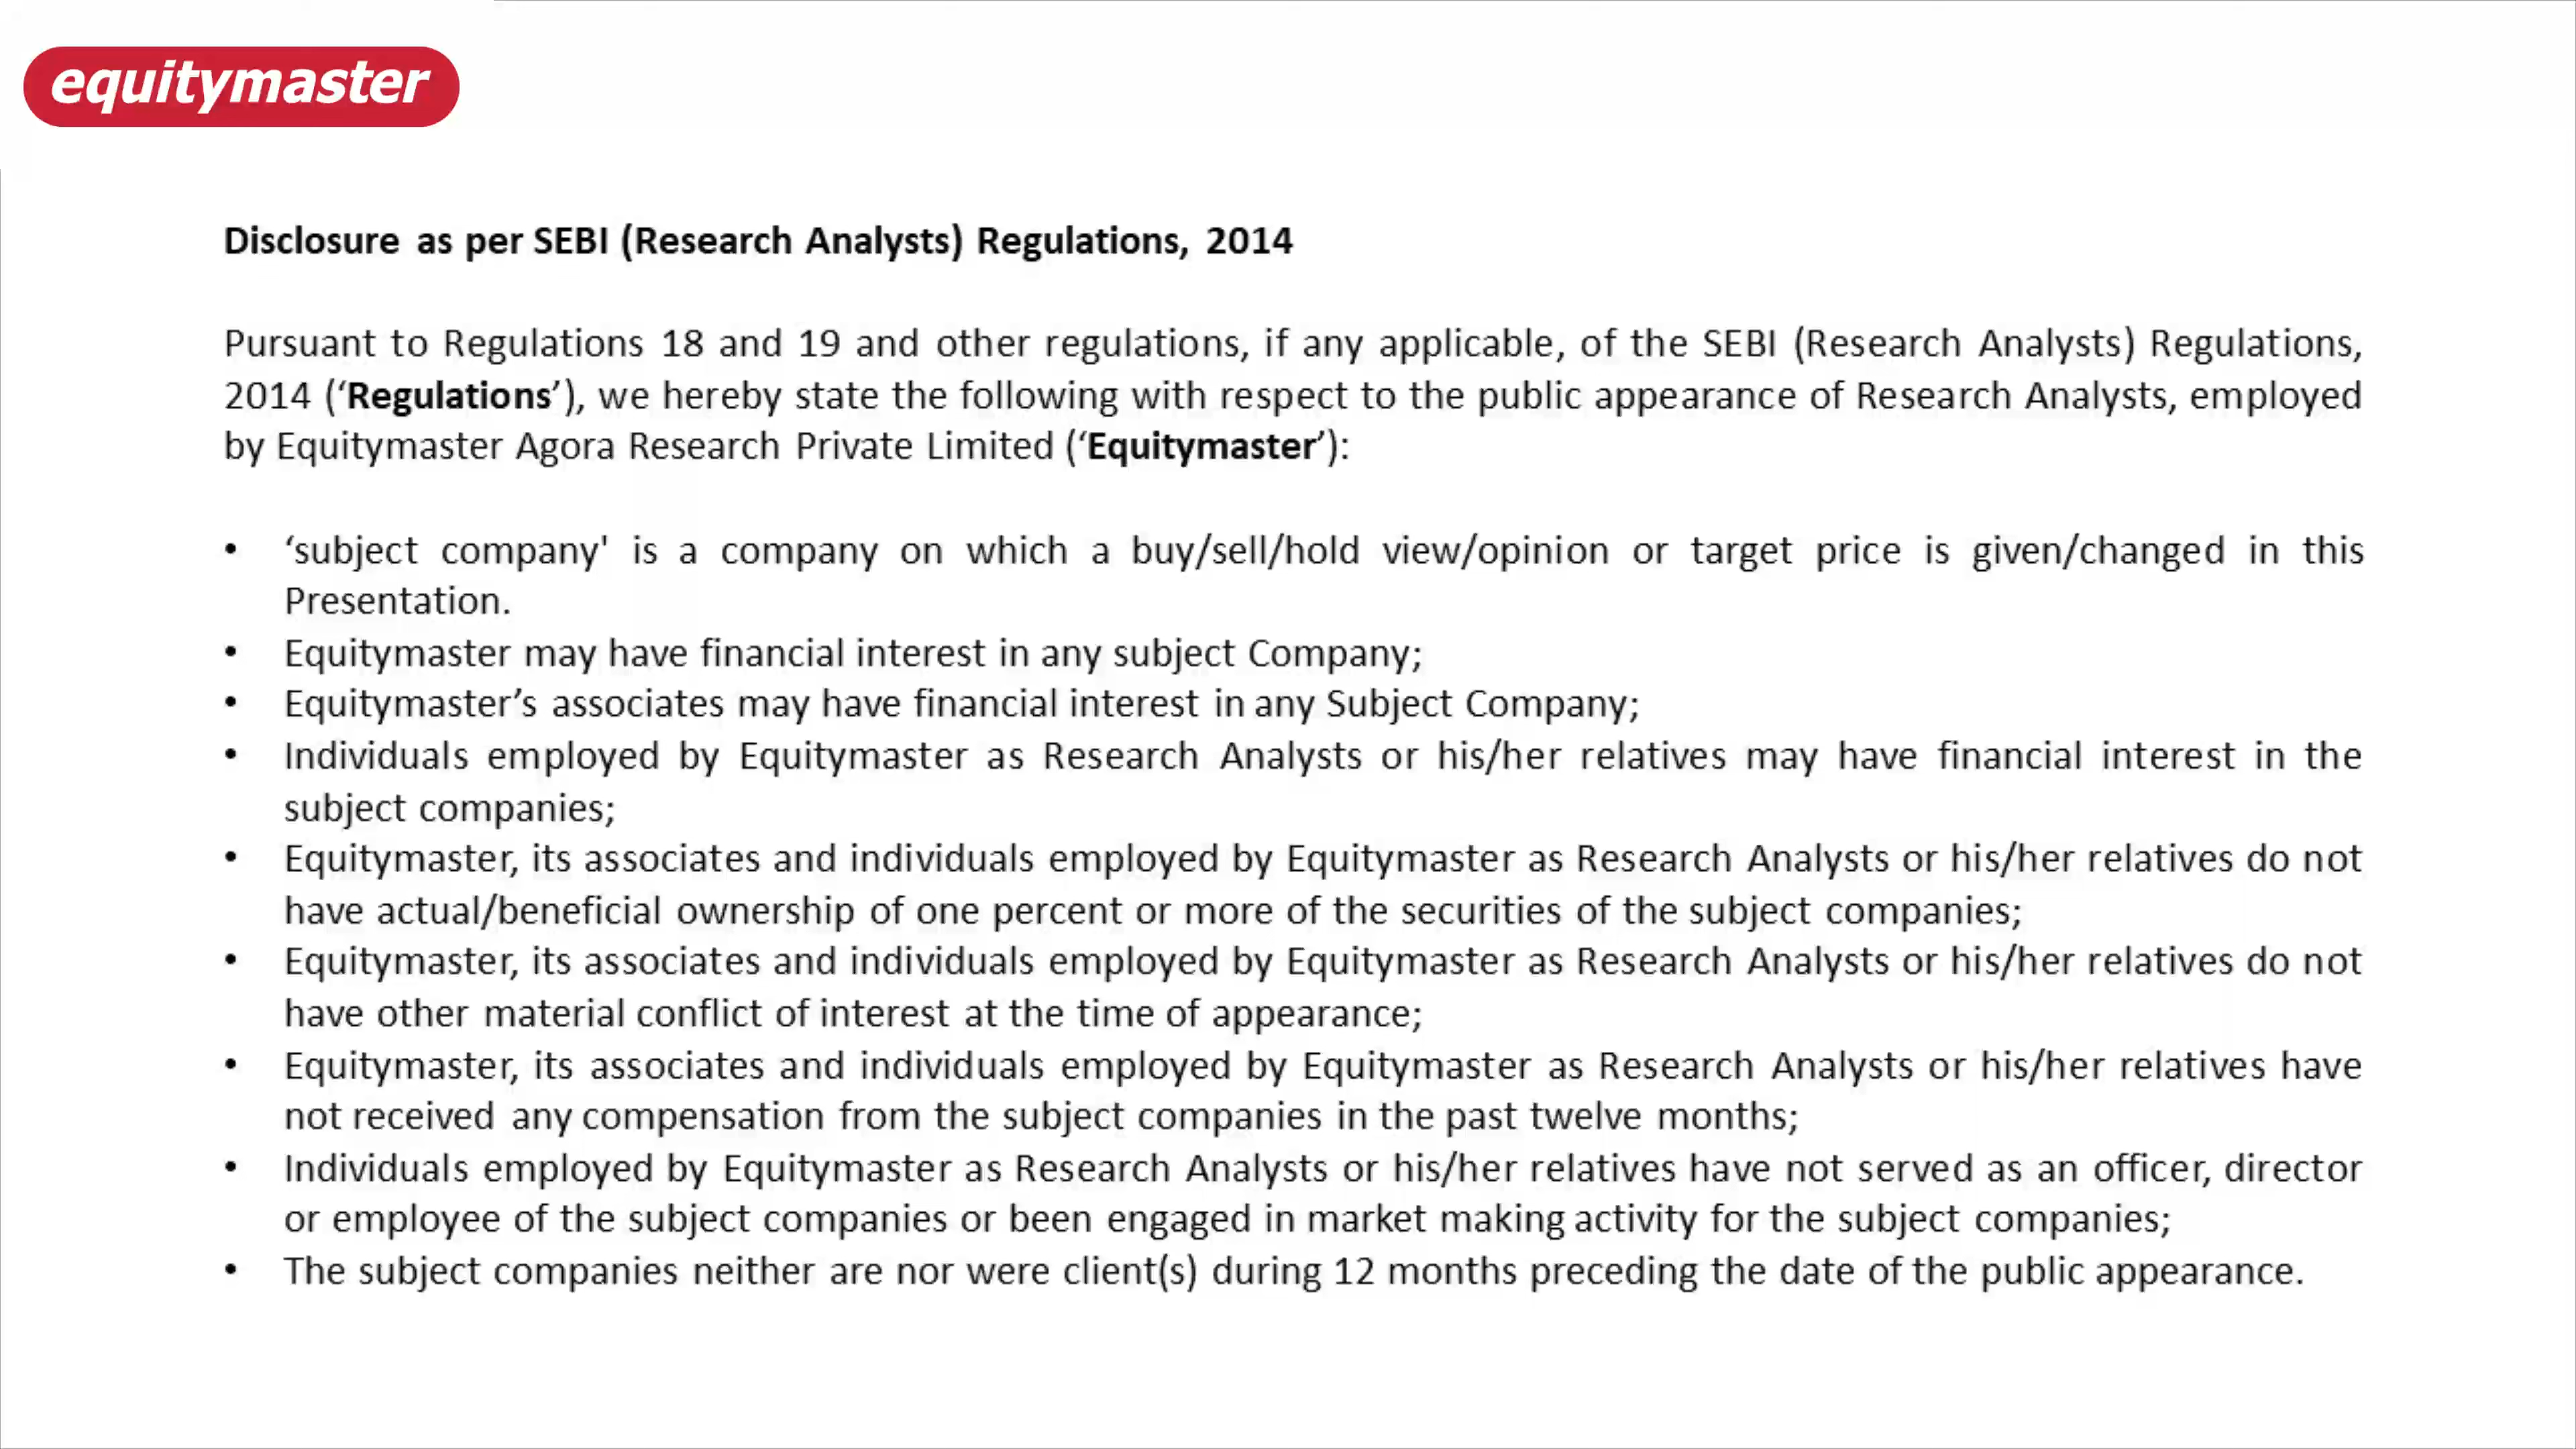 equitymaster
Disclosure as per SEBI (Research Analysts) Regulations, 2014
Pursuant to Regulations 18 and 19 and other regulations, if any applicable, of the SEBI (Research Analysts) Regulations,
2014 (‘Regulations’), we hereby state the following with respect to the public appearance of Research Analysts, employed
by Equitymaster Agora Research Private Limited (‘Equitymaster’):
• ‘subject company' is a company on which a buy/sell/hold view/opinion or target price is given/changed in this
Presentation.
• Equitymaster may have financial interest in any subject Company;
• Equitymaster’s associates may have financial interest in any Subject Company;
• Individuals employed by Equitymaster as Research Analysts or his/her relatives may have financial interest in the
subject companies;
• Equitymaster, its associates and individuals employed by Equitymaster as Research Analysts or his/her relatives do not
have actual/beneficial ownership of one percent or more of the securities of the subject companies;
• Equitymaster, its associates and individuals employed by Equitymaster as Research Analysts or his/her relatives do not
have other material conflict of interest at the time of appearance;
• Equitymaster, its associates and individuals employed by Equitymaster as Research Analysts or his/her relatives have
not received any compensation from the subject companies in the past twelve months;
• Individuals employed by Equitymaster as Research Analysts or his/her relatives have not served as an officer, director
or employee of the subject companies or been engaged in market making activity for the subject companies;
• The subject companies neither are nor were client(s) during 12 months preceding the date of the public appearance.